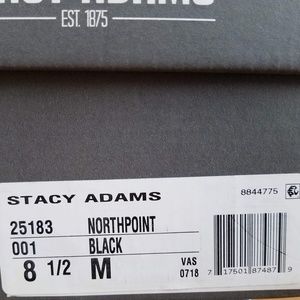 EST. 1875
STACY ADAMS
8844775
25183 NORTHPOINT
001 BLACK
8 1/2 M VAS 0718
7 17501 87487 9